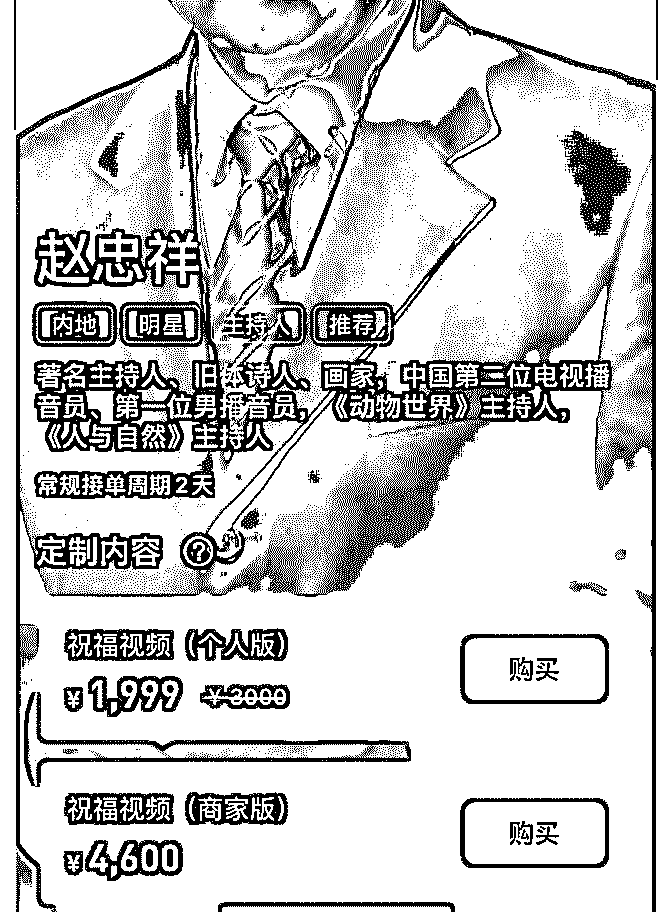 赵忠祥
内地 明星 主持人 推荐
著名主持人、旧体诗人、画家，中国第二位电视播
音员、第一位男播音员，《动物世界》主持人，
《人与自然》主持人
常规接单周期2天
定制内容 ?
祝福视频（个人版）
¥1,999 ¥3000
购买
祝福视频（商家版）
¥4,600
购买